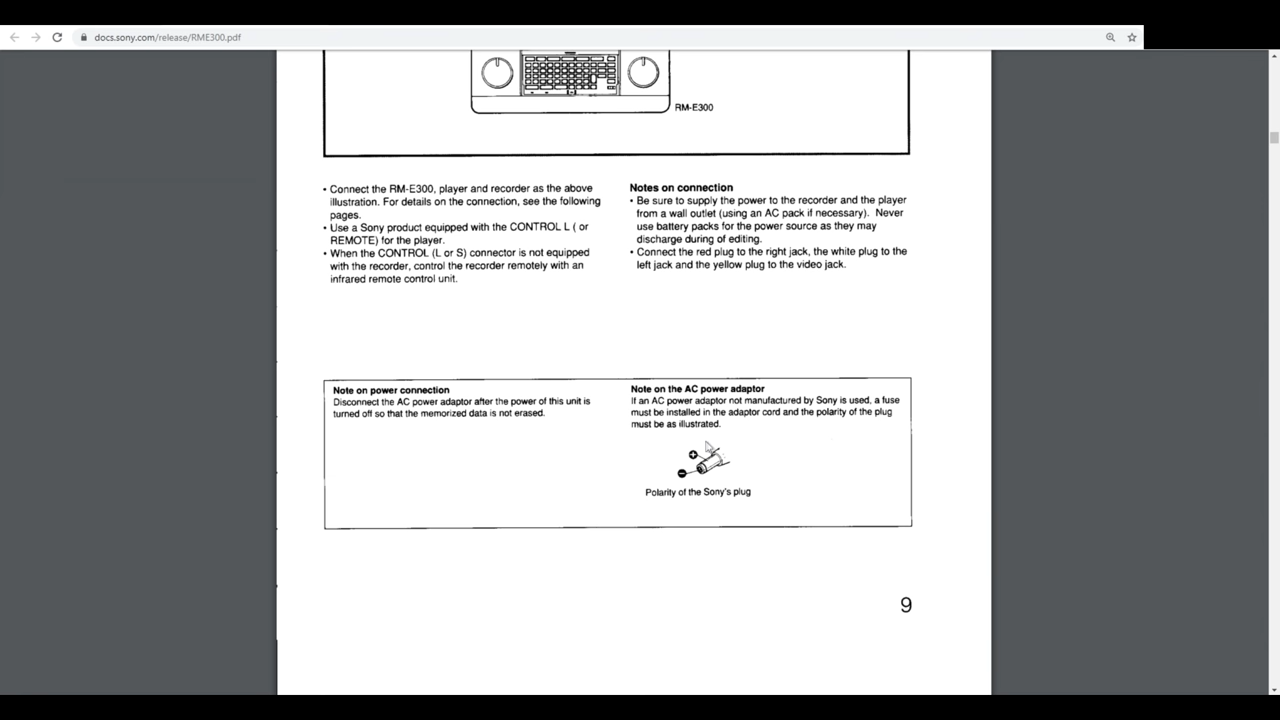 docs.sony.com/release/RME300.pdf
RM-E300
• Connect the RM-E300, player and recorder as the above
illustration. For details on the connection, see the following
pages.
• Use a Sony product equipped with the CONTROL L ( or
REMOTE) for the player.
• When the CONTROL (L or S) connector is not equipped
with the recorder, control the recorder remotely with an
infrared remote control unit.
Notes on connection
• Be sure to supply the power to the recorder and the player
from a wall outlet (using an AC pack if necessary). Never
use battery packs for the power source as they may
discharge during of editing.
• Connect the red plug to the right jack, the white plug to the
left jack and the yellow plug to the video jack.
Note on power connection
Disconnect the AC power adaptor after the power of this unit is
turned off so that the memorized data is not erased.
Note on the AC power adaptor
If an AC power adaptor not manufactured by Sony is used, a fuse
must be installed in the adaptor cord and the polarity of the plug
must be as illustrated.
Polarity of the Sony's plug
9